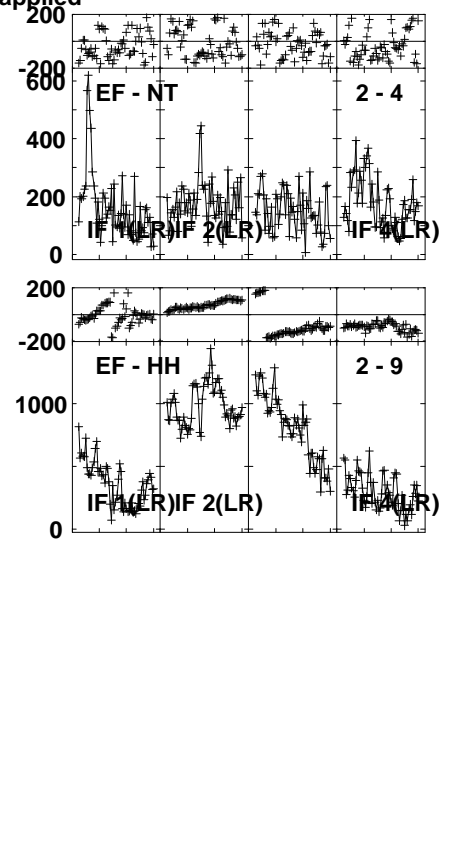 applied
200
-200
600
EF - NT 2 - 4
400
200
IF 1(LR) IF 2(LR) IF 4(LR)
0
200
-200
EF - HH 2 - 9
1000
IF 1(LR) IF 2(LR) IF 4(LR)
0